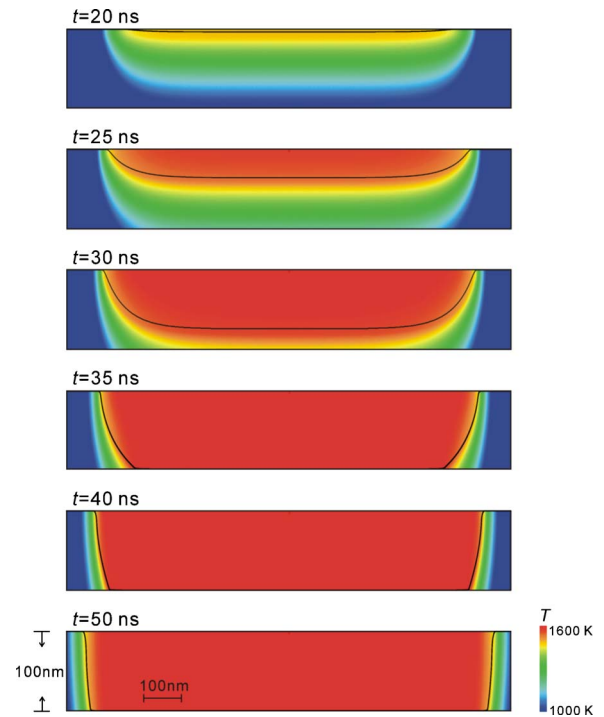 t=20 ns
t=25 ns
t=30 ns
t=35 ns
t=40 ns
t=50 ns
100nm
100nm
T
1600 K
1000 K